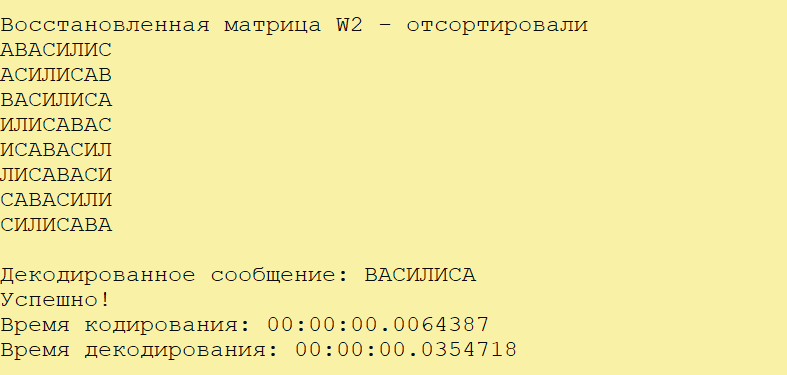 Восстановленная матрица W2 – отсортировали
АВАСИЛИС
АСИЛИСАВ
ВАСИЛИСА
ИЛИСАВАС
ИСАВАСИЛ
ЛИСАВАСИ
САВАСИЛИ
СИЛИСАВА
Декодированное сообщение: ВАСИЛИСА
Успешно!
Время кодирования: 00:00:00.0064387
Время декодирования: 00:00:00.0354718